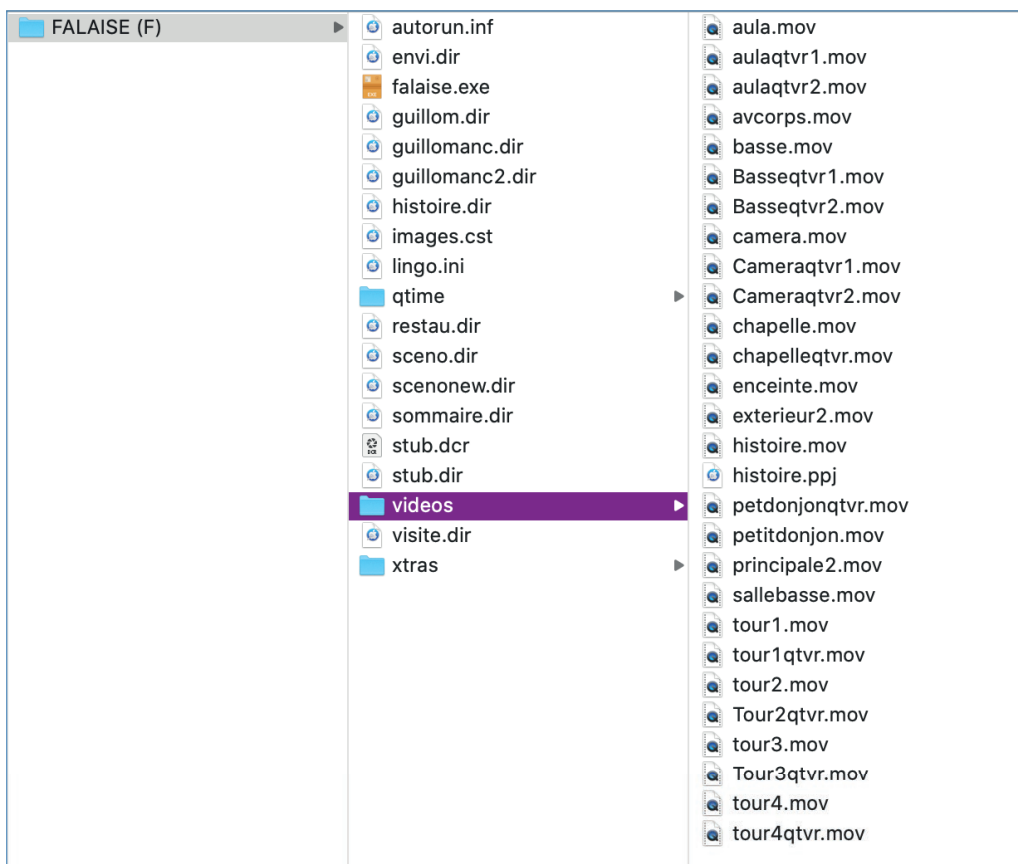 FALAISE (F)
autorun.inf
envi.dir
falaise.exe
guillom.dir
guillomanc.dir
guillomanc2.dir
histoire.dir
images.cst
lingo.ini
qtime
restau.dir
sceno.dir
scenonew.dir
sommaire.dir
stub.dcr
stub.dir
videos
visite.dir
xtras
aula.mov
aulaqtvr1.mov
aulaqtvr2.mov
avcorps.mov
basse.mov
Basseqtvr1.mov
Basseqtvr2.mov
camera.mov
Cameraqtvr1.mov
Cameraqtvr2.mov
chapelle.mov
chapelleqtvr.mov
enceinte.mov
exterieur2.mov
histoire.mov
histoire.ppj
petdonjonqtvr.mov
petitdonjon.mov
principale2.mov
sallebasse.mov
tour1.mov
tour1qtvr.mov
tour2.mov
Tour2qtvr.mov
tour3.mov
Tour3qtvr.mov
tour4.mov
tour4qtvr.mov